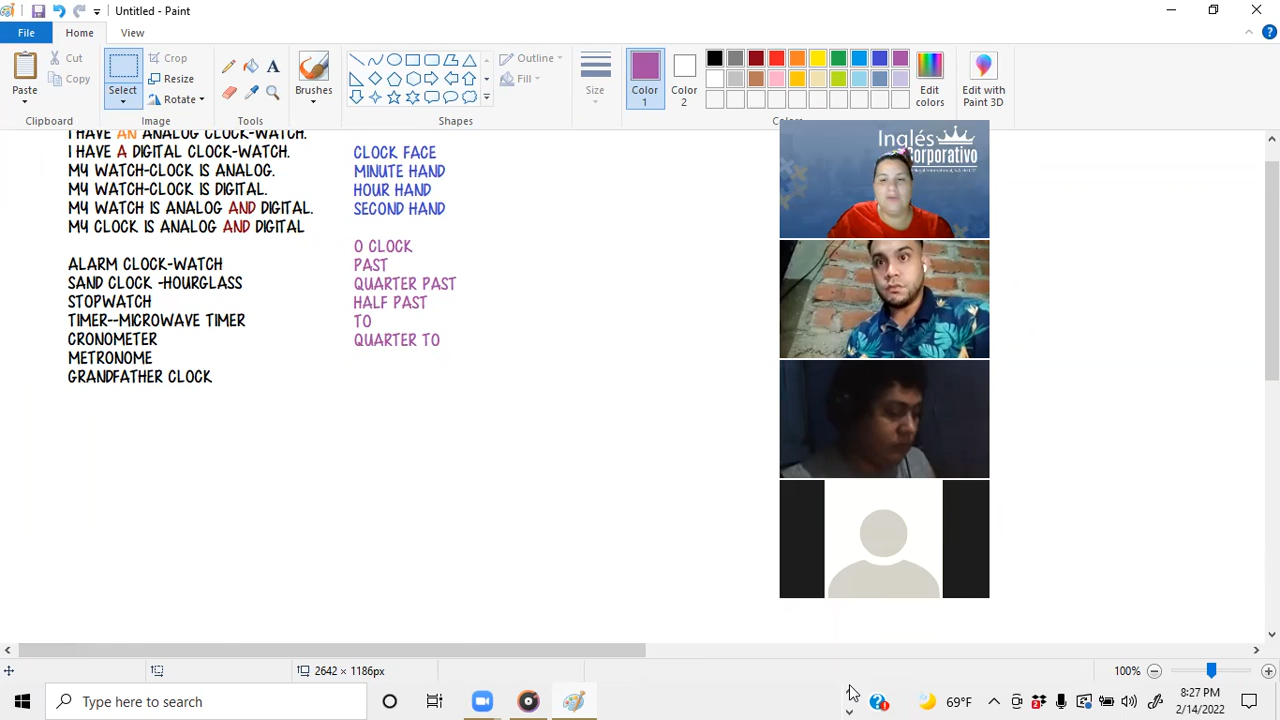 Untitled - Paint
File
Home
View
Paste
Cut
Copy
Clipboard
Select
Crop
Resize
Rotate
Image
Tools
Brushes
Shapes
Outline
Fill
Size
Color 1
Color 2
Edit colors
Edit with Paint 3D
Colors
I HAVE AN ANALOG CLOCK-WATCH.
I HAVE A DIGITAL CLOCK-WATCH.
MY WATCH-CLOCK IS ANALOG.
MY WATCH-CLOCK IS DIGITAL.
MY WATCH IS ANALOG AND DIGITAL.
MY CLOCK IS ANALOG AND DIGITAL
ALARM CLOCK-WATCH
SAND CLOCK -HOURGLASS
STOPWATCH
TIMER--MICROWAVE TIMER
CRONOMETER
METRONOME
GRANDFATHER CLOCK
CLOCK FACE
MINUTE HAND
HOUR HAND
SECOND HAND
O CLOCK
PAST
QUARTER PAST
HALF PAST
TO
QUARTER TO
Inglés
Corporativo
2642 × 1186px
100%
Type here to search
69°F
8:27 PM
2/14/2022